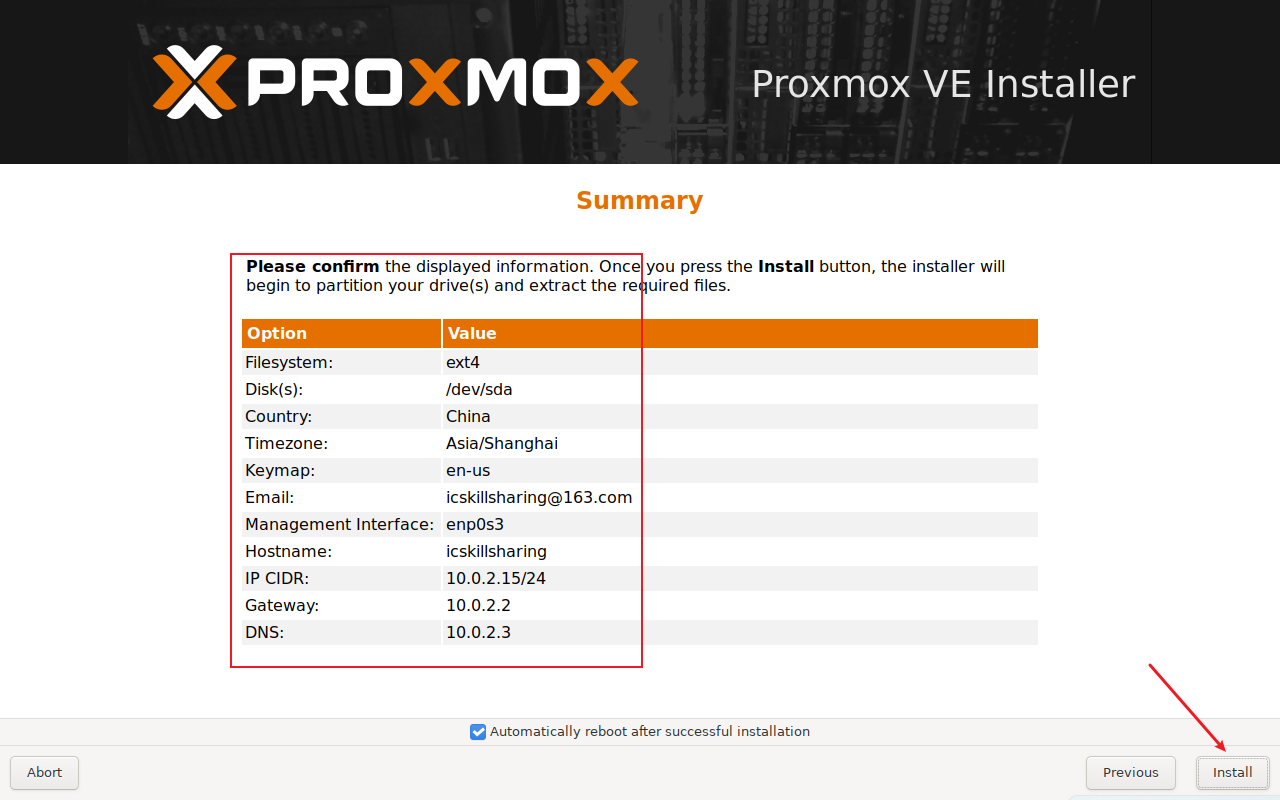 PROXMOX
Proxmox VE Installer
Summary
Please confirm the displayed information. Once you press the Install button, the installer will
begin to partition your drive(s) and extract the required files.
Option Value
Filesystem: ext4
Disk(s): /dev/sda
Country: China
Timezone: Asia/Shanghai
Keymap: en-us
Email: icskillsharing@163.com
Management Interface: enp0s3
Hostname: icskillsharing
IP CIDR: 10.0.2.15/24
Gateway: 10.0.2.2
DNS: 10.0.2.3
Automatically reboot after successful installation
Abort Previous Install